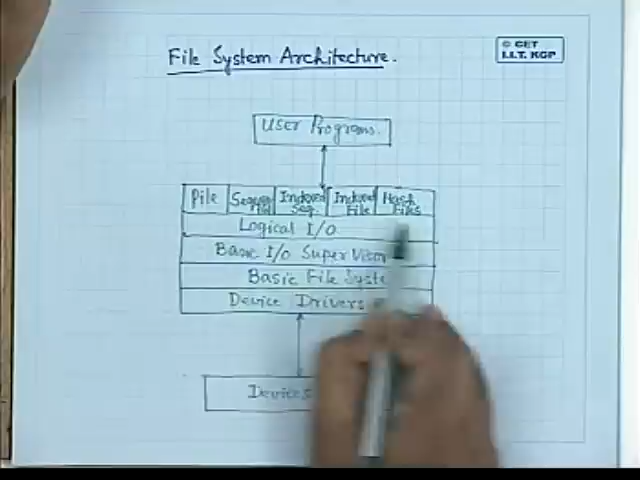 File System Architecture.
© CET
I.I.T. KGP
User Programs.
Pile
Indexed Seq.
Indexed File
Hash Files
Logical I/O
Basic I/O Supervisor
Basic File
Device Drivers
Devices